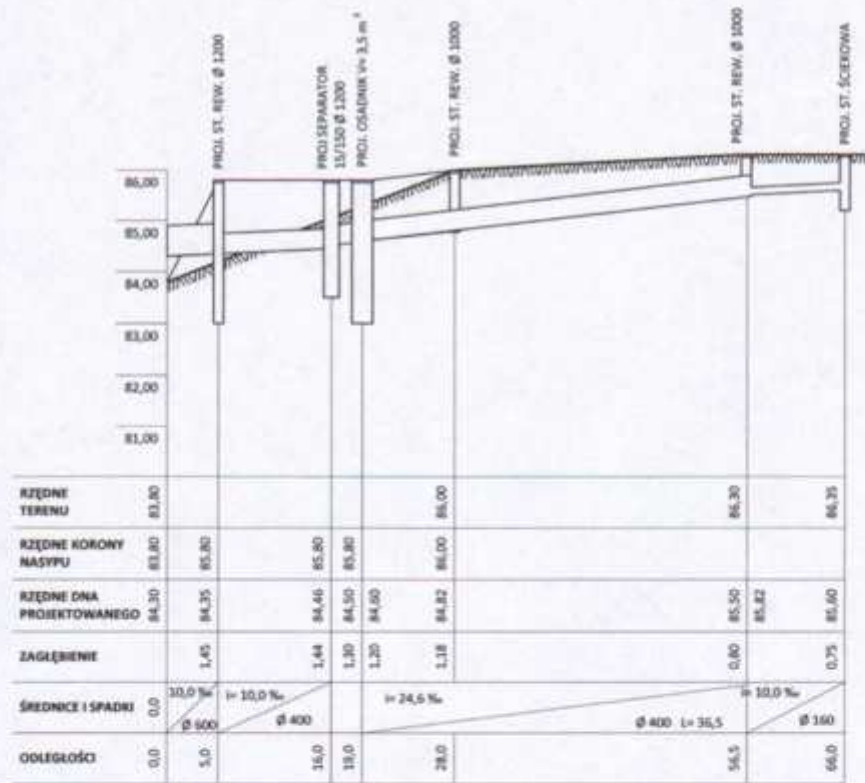 PROJ. ST. REW. Ø 1200
PROJ SEPARATOR
15/150 Ø 1200
PROJ. OSADNIK V= 3,5 m³
PROJ. ST. REW. Ø 1000
PROJ. ST. REW. Ø 1000
PROJ. ST. ŚCIEKOWA
86,00
85,00
84,00
83,00
82,00
81,00
RZĘDNE
TERENU
83,80 86,00 86,30 86,35
RZĘDNE KORONY
NASYPU
83,80 85,80 85,80 85,80 86,00
RZĘDNE DNA
PROJEKTOWANEGO
84,30 84,35 84,46 84,50 84,60 84,82 85,50 85,82 85,60
ZAGŁĘBIENIE
1,45 1,44 1,30 1,20 1,18 0,80 0,75
ŚREDNICE I SPADKI
0,0 10,0 ‰ i= 10,0 ‰ i= 24,6 ‰ i= 10,0 ‰
Ø 600 Ø 400 Ø 400 L= 36,5 Ø 160
ODLEGŁOŚCI
0,0 5,0 16,0 19,0 28,0 56,5 66,0